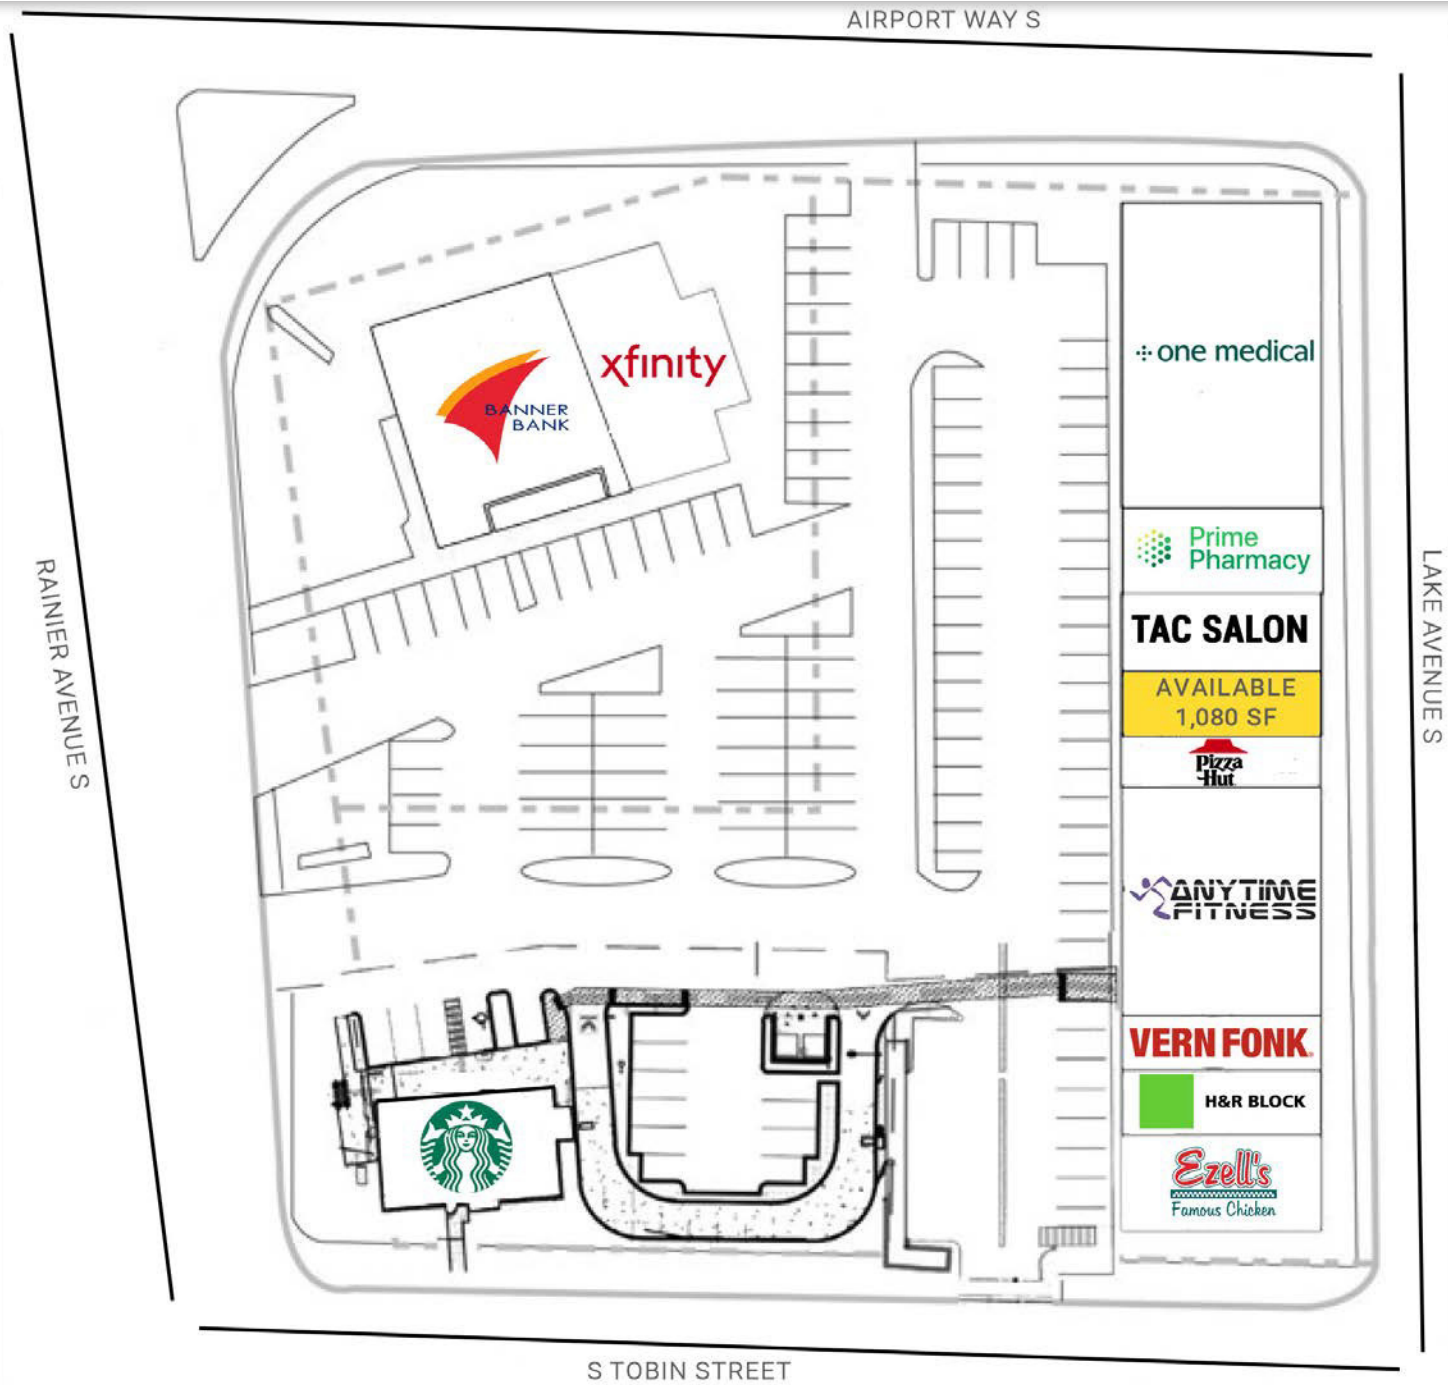 AIRPORT WAY S
one medical
xfinity
BANNER
BANK
Prime
Pharmacy
TAC SALON
AVAILABLE
1,080 SF
Pizza
Hut
RAINIER AVENUE S
LAKE AVENUE S
ANYTIME
FITNESS
VERN FONK
H&R BLOCK
Ezell's
Famous Chicken
S TOBIN STREET